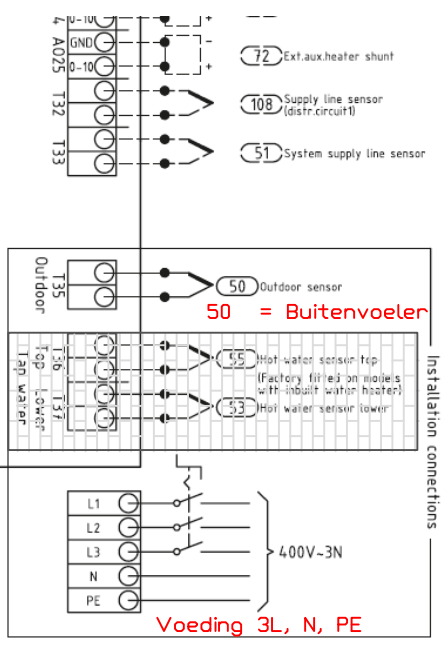 4
0-10
+
GND
-
A025
0-10
+
72 Ext.aux.heater shunt
T32
108 Supply line sensor
(distr.circuit1)
T33
51 System supply line sensor
Outdoor
T35
50 Outdoor sensor
50 = Buitenvoeler
Tap water
Top
T36
55 Hot water sensor top
(Factory fitted on models
with inbuilt water heater)
Lower
T37
53 Hot water sensor lower
Installation connections
L1
L2
L3
N
PE
400V~3N
Voeding 3L, N, PE